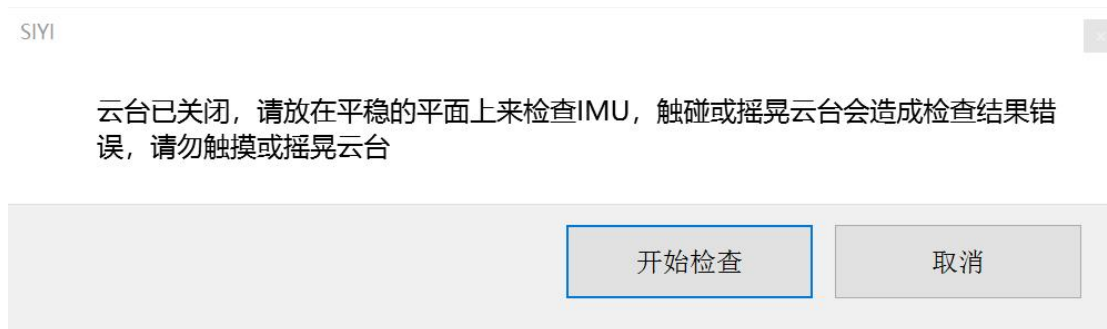 SIYI
云台已关闭，请放在平稳的平面上来检查IMU，触碰或摇晃云台会造成检查结果错
误，请勿触摸或摇晃云台
开始检查
取消